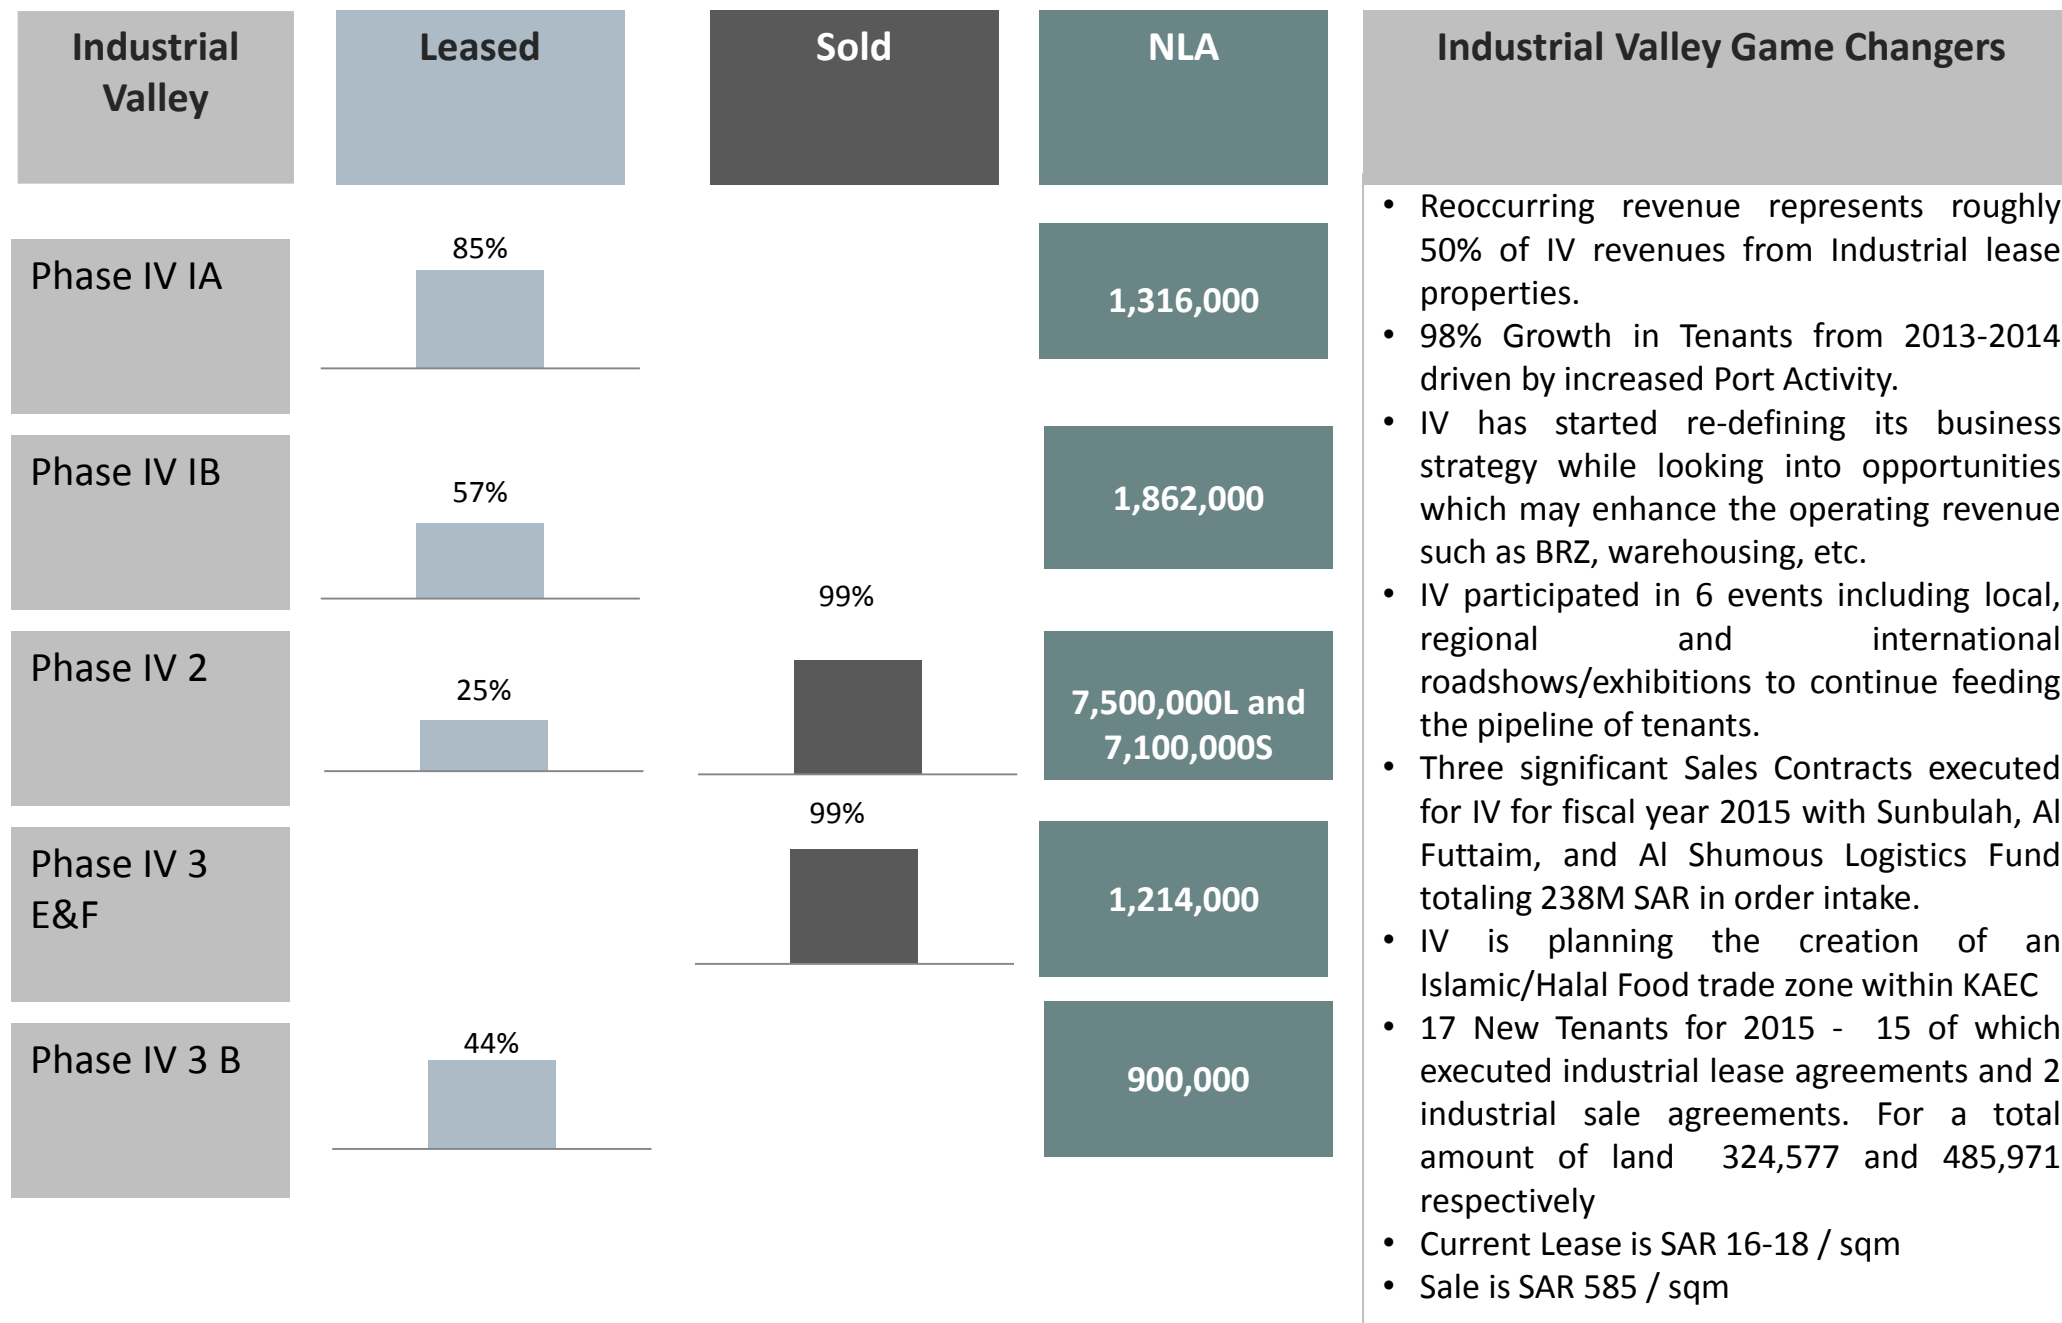 Industrial
Valley
Leased
Sold
NLA
Industrial Valley Game Changers
Phase IV IA
85%
1,316,000
Phase IV IB
57%
1,862,000
Phase IV 2
25%
99%
7,500,000L and
7,100,000S
Phase IV 3
E&F
99%
1,214,000
Phase IV 3 B
44%
900,000
• Reoccurring revenue represents roughly
50% of IV revenues from Industrial lease
properties.
• 98% Growth in Tenants from 2013-2014
driven by increased Port Activity.
• IV has started re-defining its business
strategy while looking into opportunities
which may enhance the operating revenue
such as BRZ, warehousing, etc.
• IV participated in 6 events including local,
regional and international
roadshows/exhibitions to continue feeding
the pipeline of tenants.
• Three significant Sales Contracts executed
for IV for fiscal year 2015 with Sunbulah, Al
Futtaim, and Al Shumous Logistics Fund
totaling 238M SAR in order intake.
• IV is planning the creation of an
Islamic/Halal Food trade zone within KAEC
• 17 New Tenants for 2015 - 15 of which
executed industrial lease agreements and 2
industrial sale agreements. For a total
amount of land 324,577 and 485,971
respectively
• Current Lease is SAR 16-18 / sqm
• Sale is SAR 585 / sqm